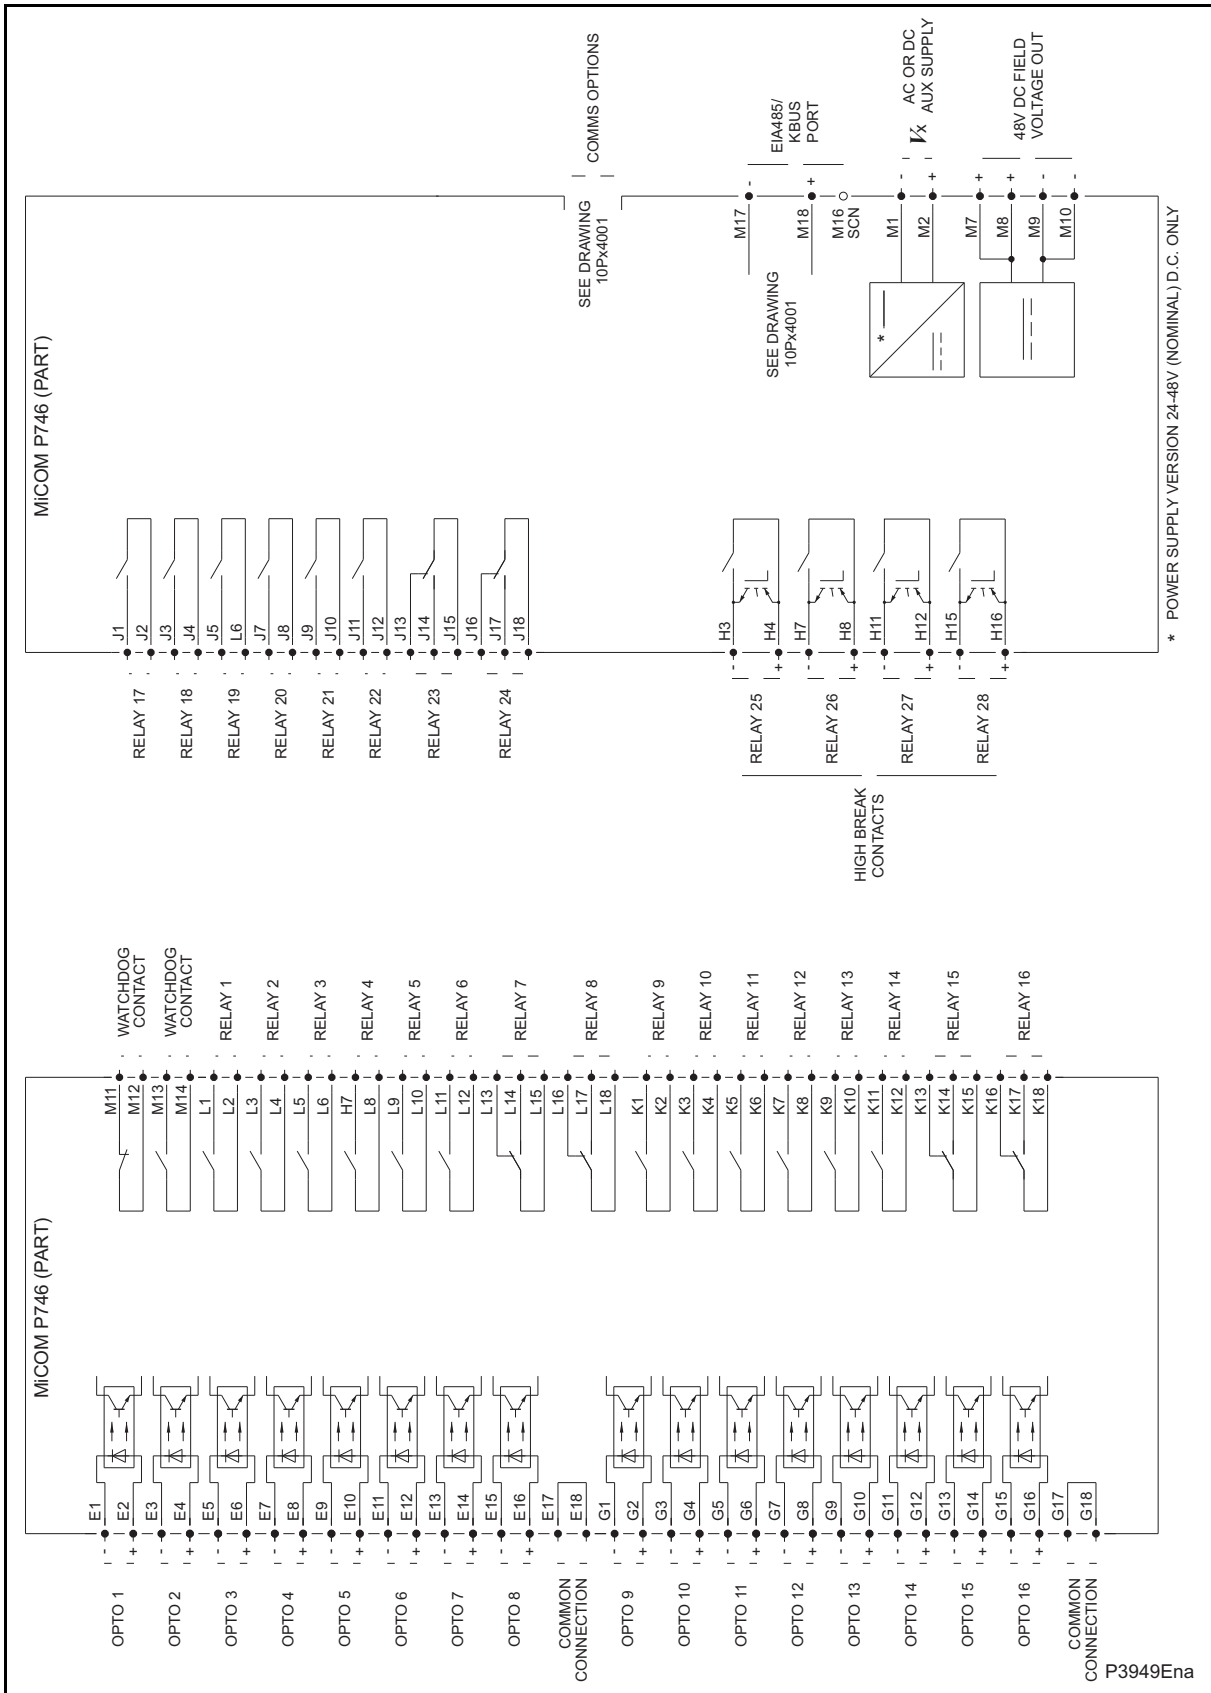 MiCOM P746 (PART)
J1
J2
J3
J4
J5
L6
J7
J8
J9
J10
J11
J12
J13
J14
J15
J16
J17
J18
RELAY 17
RELAY 18
RELAY 19
RELAY 20
RELAY 21
RELAY 22
RELAY 23
RELAY 24
H3
H4
H7
H8
H11
H12
H15
H16
- + - + - + - +
RELAY 25
RELAY 26
RELAY 27
RELAY 28
HIGH BREAK
CONTACTS
COMMS OPTIONS
SEE DRAWING
10Px4001
EIA485/
KBUS
PORT
- +
M17
M18
M16
SCN
SEE DRAWING
10Px4001
Vx
AC OR DC
AUX SUPPLY
- +
M1
M2
*
48V DC FIELD
VOLTAGE OUT
+ + - -
M7
M8
M9
M10
* POWER SUPPLY VERSION 24-48V (NOMINAL) D.C. ONLY
MiCOM P746 (PART)
WATCHDOG
CONTACT
WATCHDOG
CONTACT
RELAY 1
RELAY 2
RELAY 3
RELAY 4
RELAY 5
RELAY 6
RELAY 7
RELAY 8
RELAY 9
RELAY 10
RELAY 11
RELAY 12
RELAY 13
RELAY 14
RELAY 15
RELAY 16
M11
M12
M13
M14
L1
L2
L3
L4
L5
L6
H7
L8
L9
L10
L11
L12
L13
L14
L15
L16
L17
L18
K1
K2
K3
K4
K5
K6
K7
K8
K9
K10
K11
K12
K13
K14
K15
K16
K17
K18
E1
E2
E3
E4
E5
E6
E7
E8
E9
E10
E11
E12
E13
E14
E15
E16
E17
E18
G1
G2
G3
G4
G5
G6
G7
G8
G9
G10
G11
G12
G13
G14
G15
G16
G17
G18
- + - + - + - + - + - + - + - +
- + - + - + - + - + - + - + - +
OPTO 1
OPTO 2
OPTO 3
OPTO 4
OPTO 5
OPTO 6
OPTO 7
OPTO 8
COMMON
CONNECTION
OPTO 9
OPTO 10
OPTO 11
OPTO 12
OPTO 13
OPTO 14
OPTO 15
OPTO 16
COMMON
CONNECTION
P3949Ena